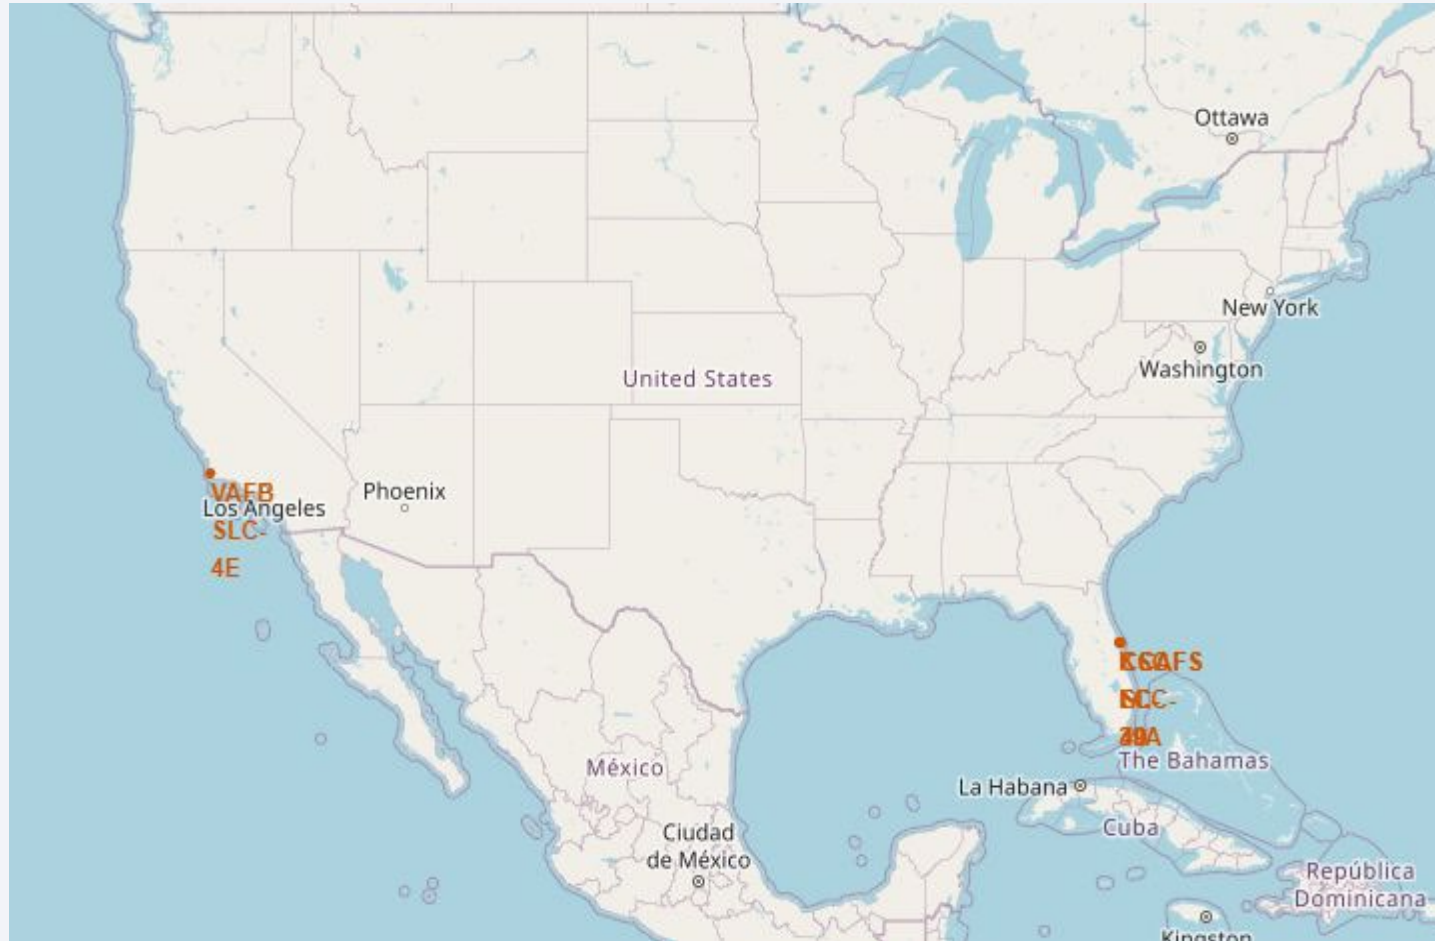 Ottawa
New York
Washington
United States
VAFB
Los Angeles
SLC-
4E
Phoenix
The Bahamas
México
La Habana
Cuba
Ciudad
de México
República
Dominicana
Kingston